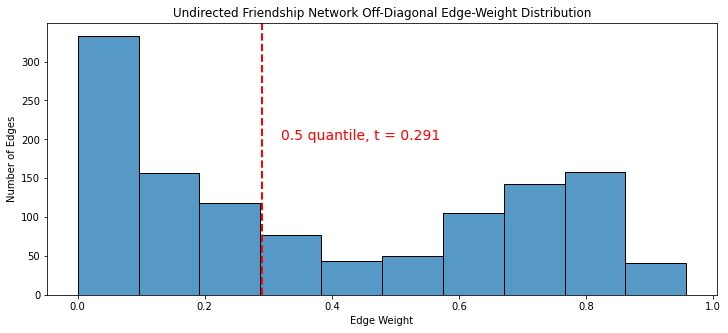 Undirected Friendship Network Off-Diagonal Edge-Weight Distribution
300
250
200
150
100
50
0
Number of Edges
0.5 quantile, t = 0.291
0.0 0.2 0.4 0.6 0.8 1.0
Edge Weight